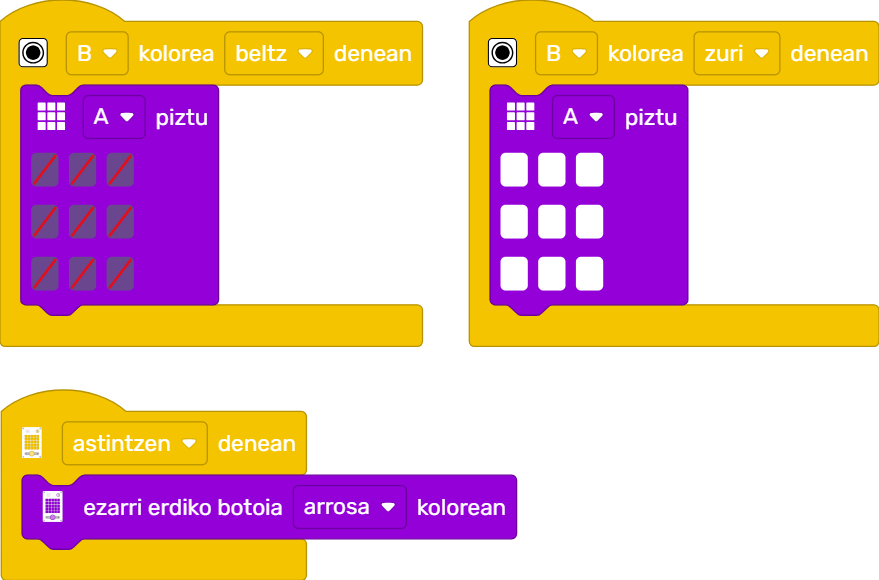 B kolorea beltz denean
A piztu
B kolorea zuri denean
A piztu
astintzen denean
ezarri erdiko botoia arrosa kolorean